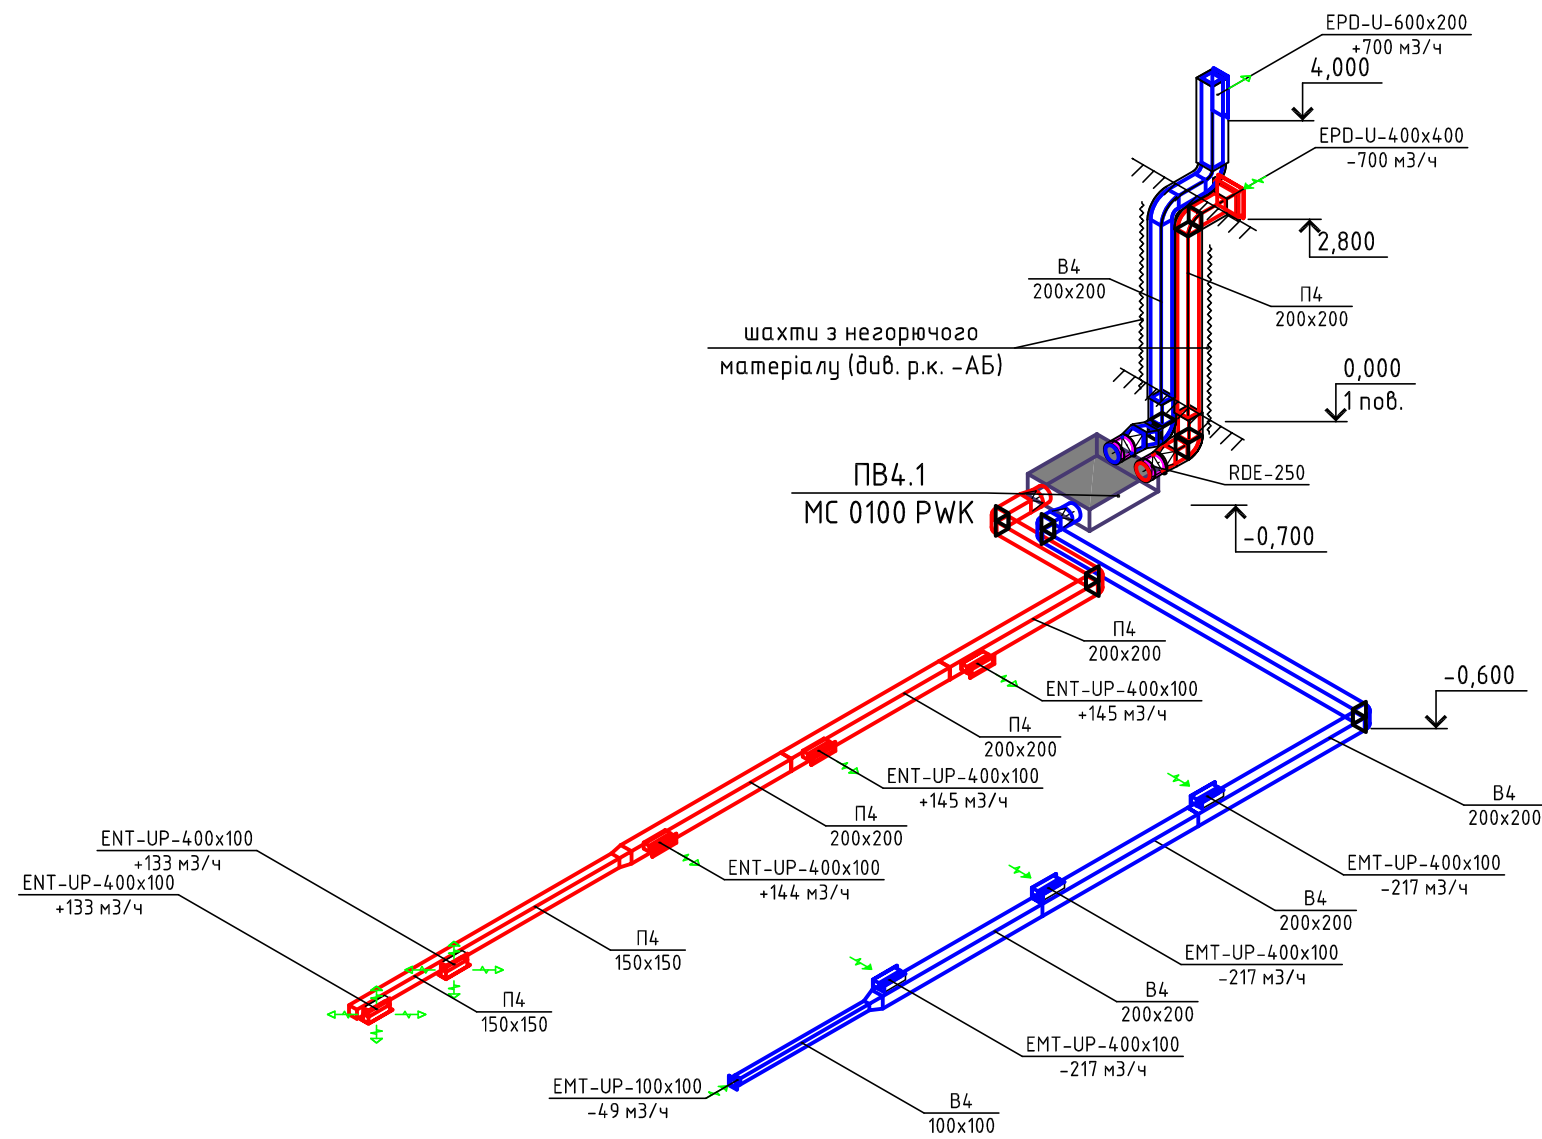 EPD-U-600x200
+700 м3/ч
4,000
EPD-U-400x400
-700 м3/ч
2,800
В4
200x200
П4
200x200
шахти з негорючого
матеріалу (див. р.к. -АБ)
0,000
1 пов.
ПВ4.1
МС 0100 PWK
RDE-250
-0,700
П4
200x200
-0,600
ENT-UP-400x100
+145 м3/ч
П4
200x200
ENT-UP-400x100
+145 м3/ч
В4
200x200
П4
200x200
ENT-UP-400x100
+133 м3/ч
ENT-UP-400x100
+133 м3/ч
ENT-UP-400x100
+144 м3/ч
EMT-UP-400x100
-217 м3/ч
В4
200x200
П4
150x150
EMT-UP-400x100
-217 м3/ч
П4
150x150
В4
200x200
EMT-UP-400x100
-217 м3/ч
EMT-UP-100x100
-49 м3/ч
В4
100x100